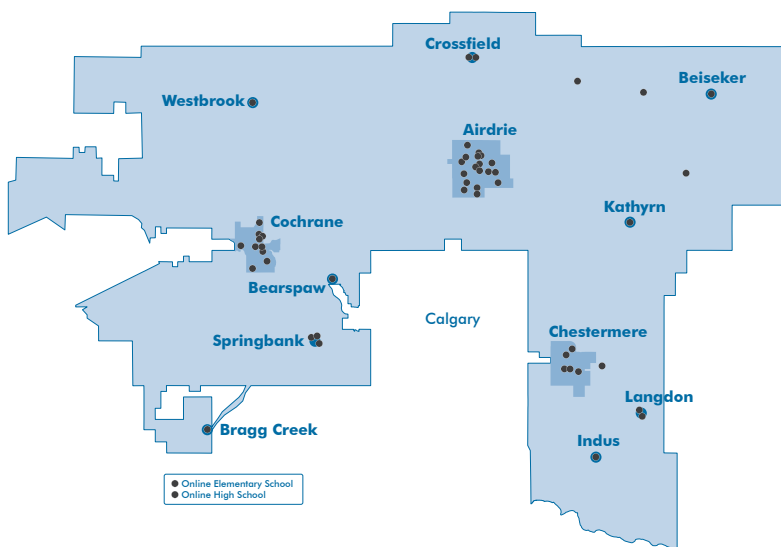 Crossfield
Beiseker
Westbrook
Airdrie
Kathyrn
Cochrane
Bearspaw
Calgary
Springbank
Chestermere
Langdon
Bragg Creek
Indus
Online Elementary School
Online High School